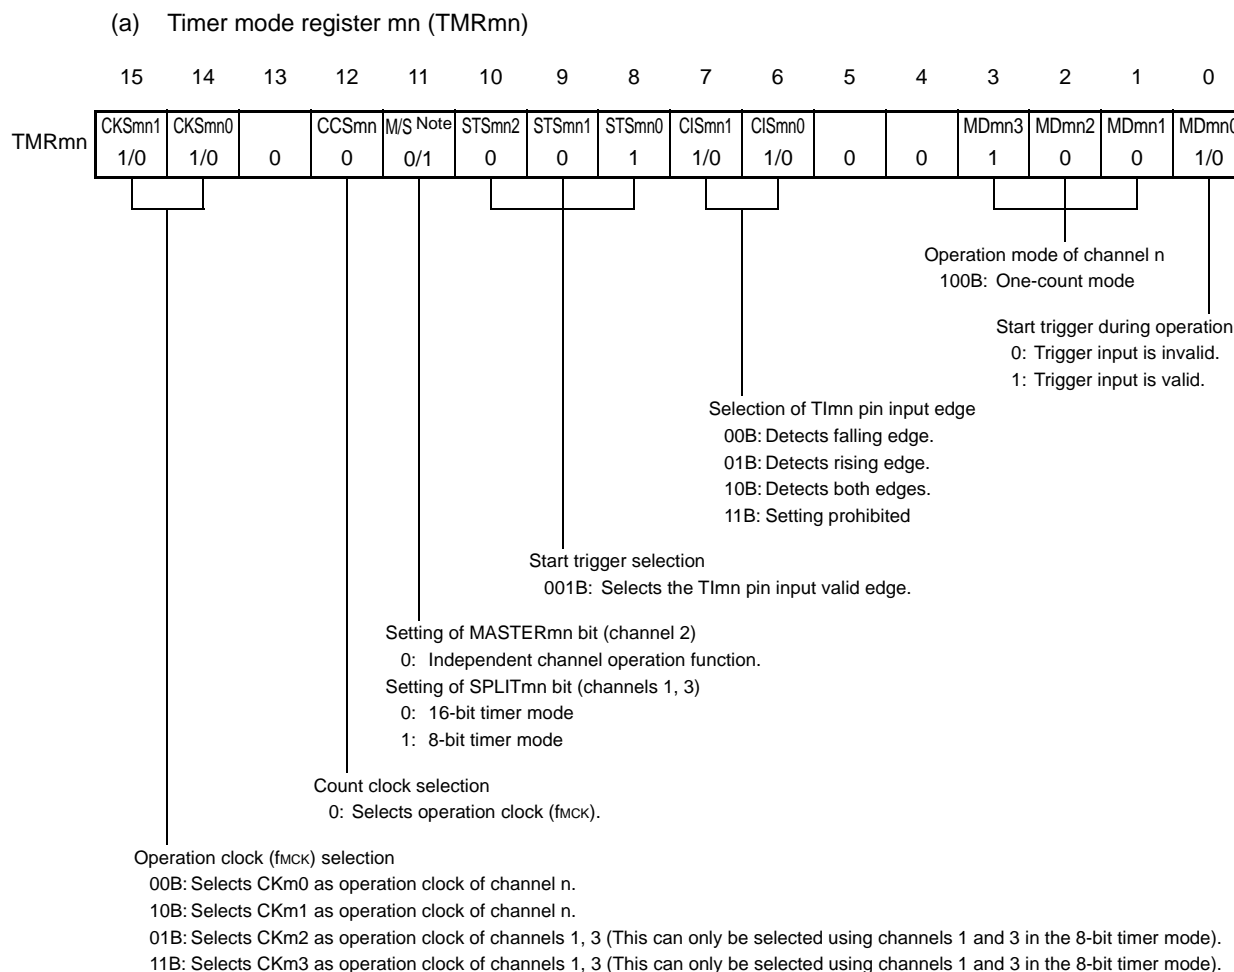 (a) Timer mode register mn (TMRmn)
15 14 13 12 11 10 9 8 7 6 5 4 3 2 1 0
TMRmn CKSmn1 CKSmn0 CCSmn M/S Note STSmn2 STSmn1 STSmn0 CISmn1 CISmn0 MDmn3 MDmn2 MDmn1 MDmn0
1/0 1/0 0 0 0/1 0 0 1 1/0 1/0 0 0 1 0 0 1/0
Operation mode of channel n
100B: One-count mode
Start trigger during operation
0: Trigger input is invalid.
1: Trigger input is valid.
Selection of TImn pin input edge
00B: Detects falling edge.
01B: Detects rising edge.
10B: Detects both edges.
11B: Setting prohibited
Start trigger selection
001B: Selects the TImn pin input valid edge.
Setting of MASTERmn bit (channel 2)
0: Independent channel operation function.
Setting of SPLITmn bit (channels 1, 3)
0: 16-bit timer mode
1: 8-bit timer mode
Count clock selection
0: Selects operation clock (fMCK).
Operation clock (fMCK) selection
00B: Selects CKm0 as operation clock of channel n.
10B: Selects CKm1 as operation clock of channel n.
01B: Selects CKm2 as operation clock of channels 1, 3 (This can only be selected using channels 1 and 3 in the 8-bit timer mode).
11B: Selects CKm3 as operation clock of channels 1, 3 (This can only be selected using channels 1 and 3 in the 8-bit timer mode).